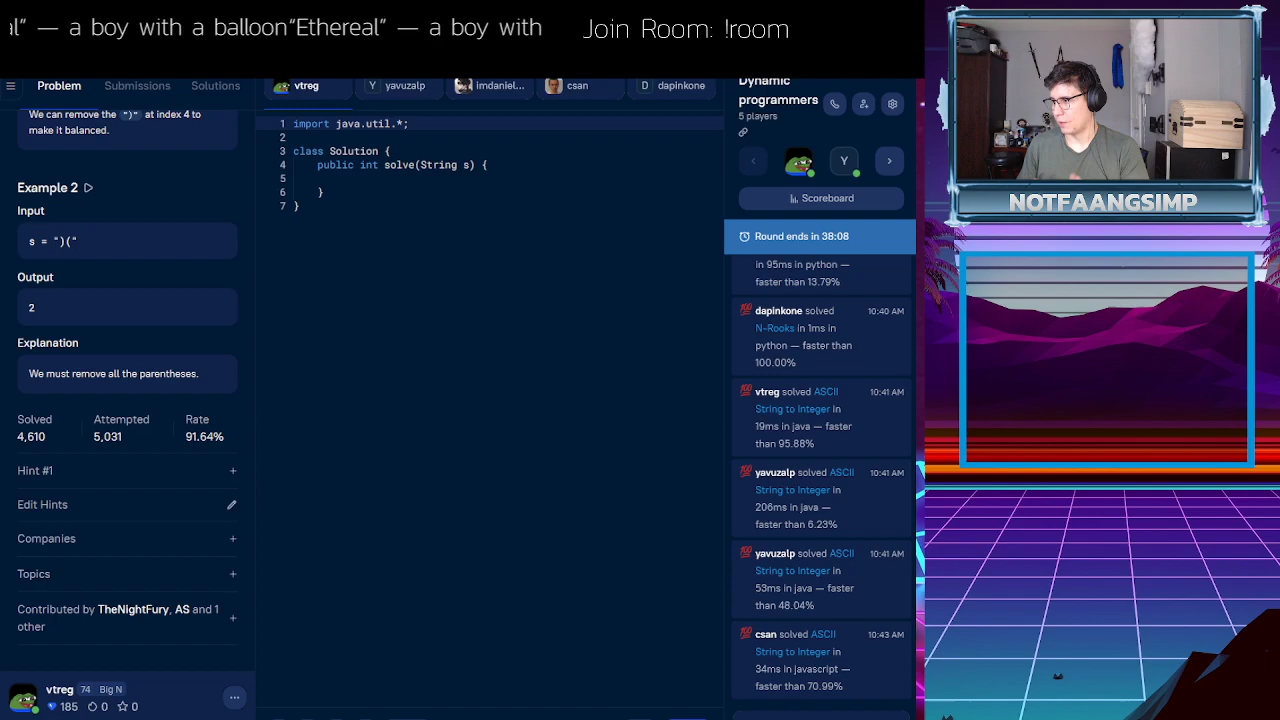 al” — a boy with a balloon“Ethereal” — a boy with
Join Room: !room
Problem
Submissions
Solutions
We can remove the ")" at index 4 to
make it balanced.
Example 2
Input
s = ")("
Output
2
Explanation
We must remove all the parentheses.
Solved
Attempted
Rate
4,610
5,031
91.64%
Hint #1
Edit Hints
Companies
Topics
Contributed by TheNightFury, AS and 1
other
vtreg 74 Big N
185 0 0
vtreg
Y yavuzalp
imdaniel...
csan
D dapinkone
1 import java.util.*;
2
3 class Solution {
4 public int solve(String s) {
5
6 }
7 }
Dynamic
programmers
5 players
Y
Scoreboard
Round ends in 38:08
in 95ms in python —
faster than 13.79%
dapinkone solved 10:40 AM
N-Rooks in 1ms in
python — faster than
100.00%
vtreg solved ASCII 10:41 AM
String to Integer in
19ms in java — faster
than 95.88%
yavuzalp solved ASCII 10:41 AM
String to Integer in
206ms in java —
faster than 6.23%
yavuzalp solved ASCII 10:41 AM
String to Integer in
53ms in java — faster
than 48.04%
csan solved ASCII 10:43 AM
String to Integer in
34ms in javascript —
faster than 70.99%
NOTFAANGSIMP